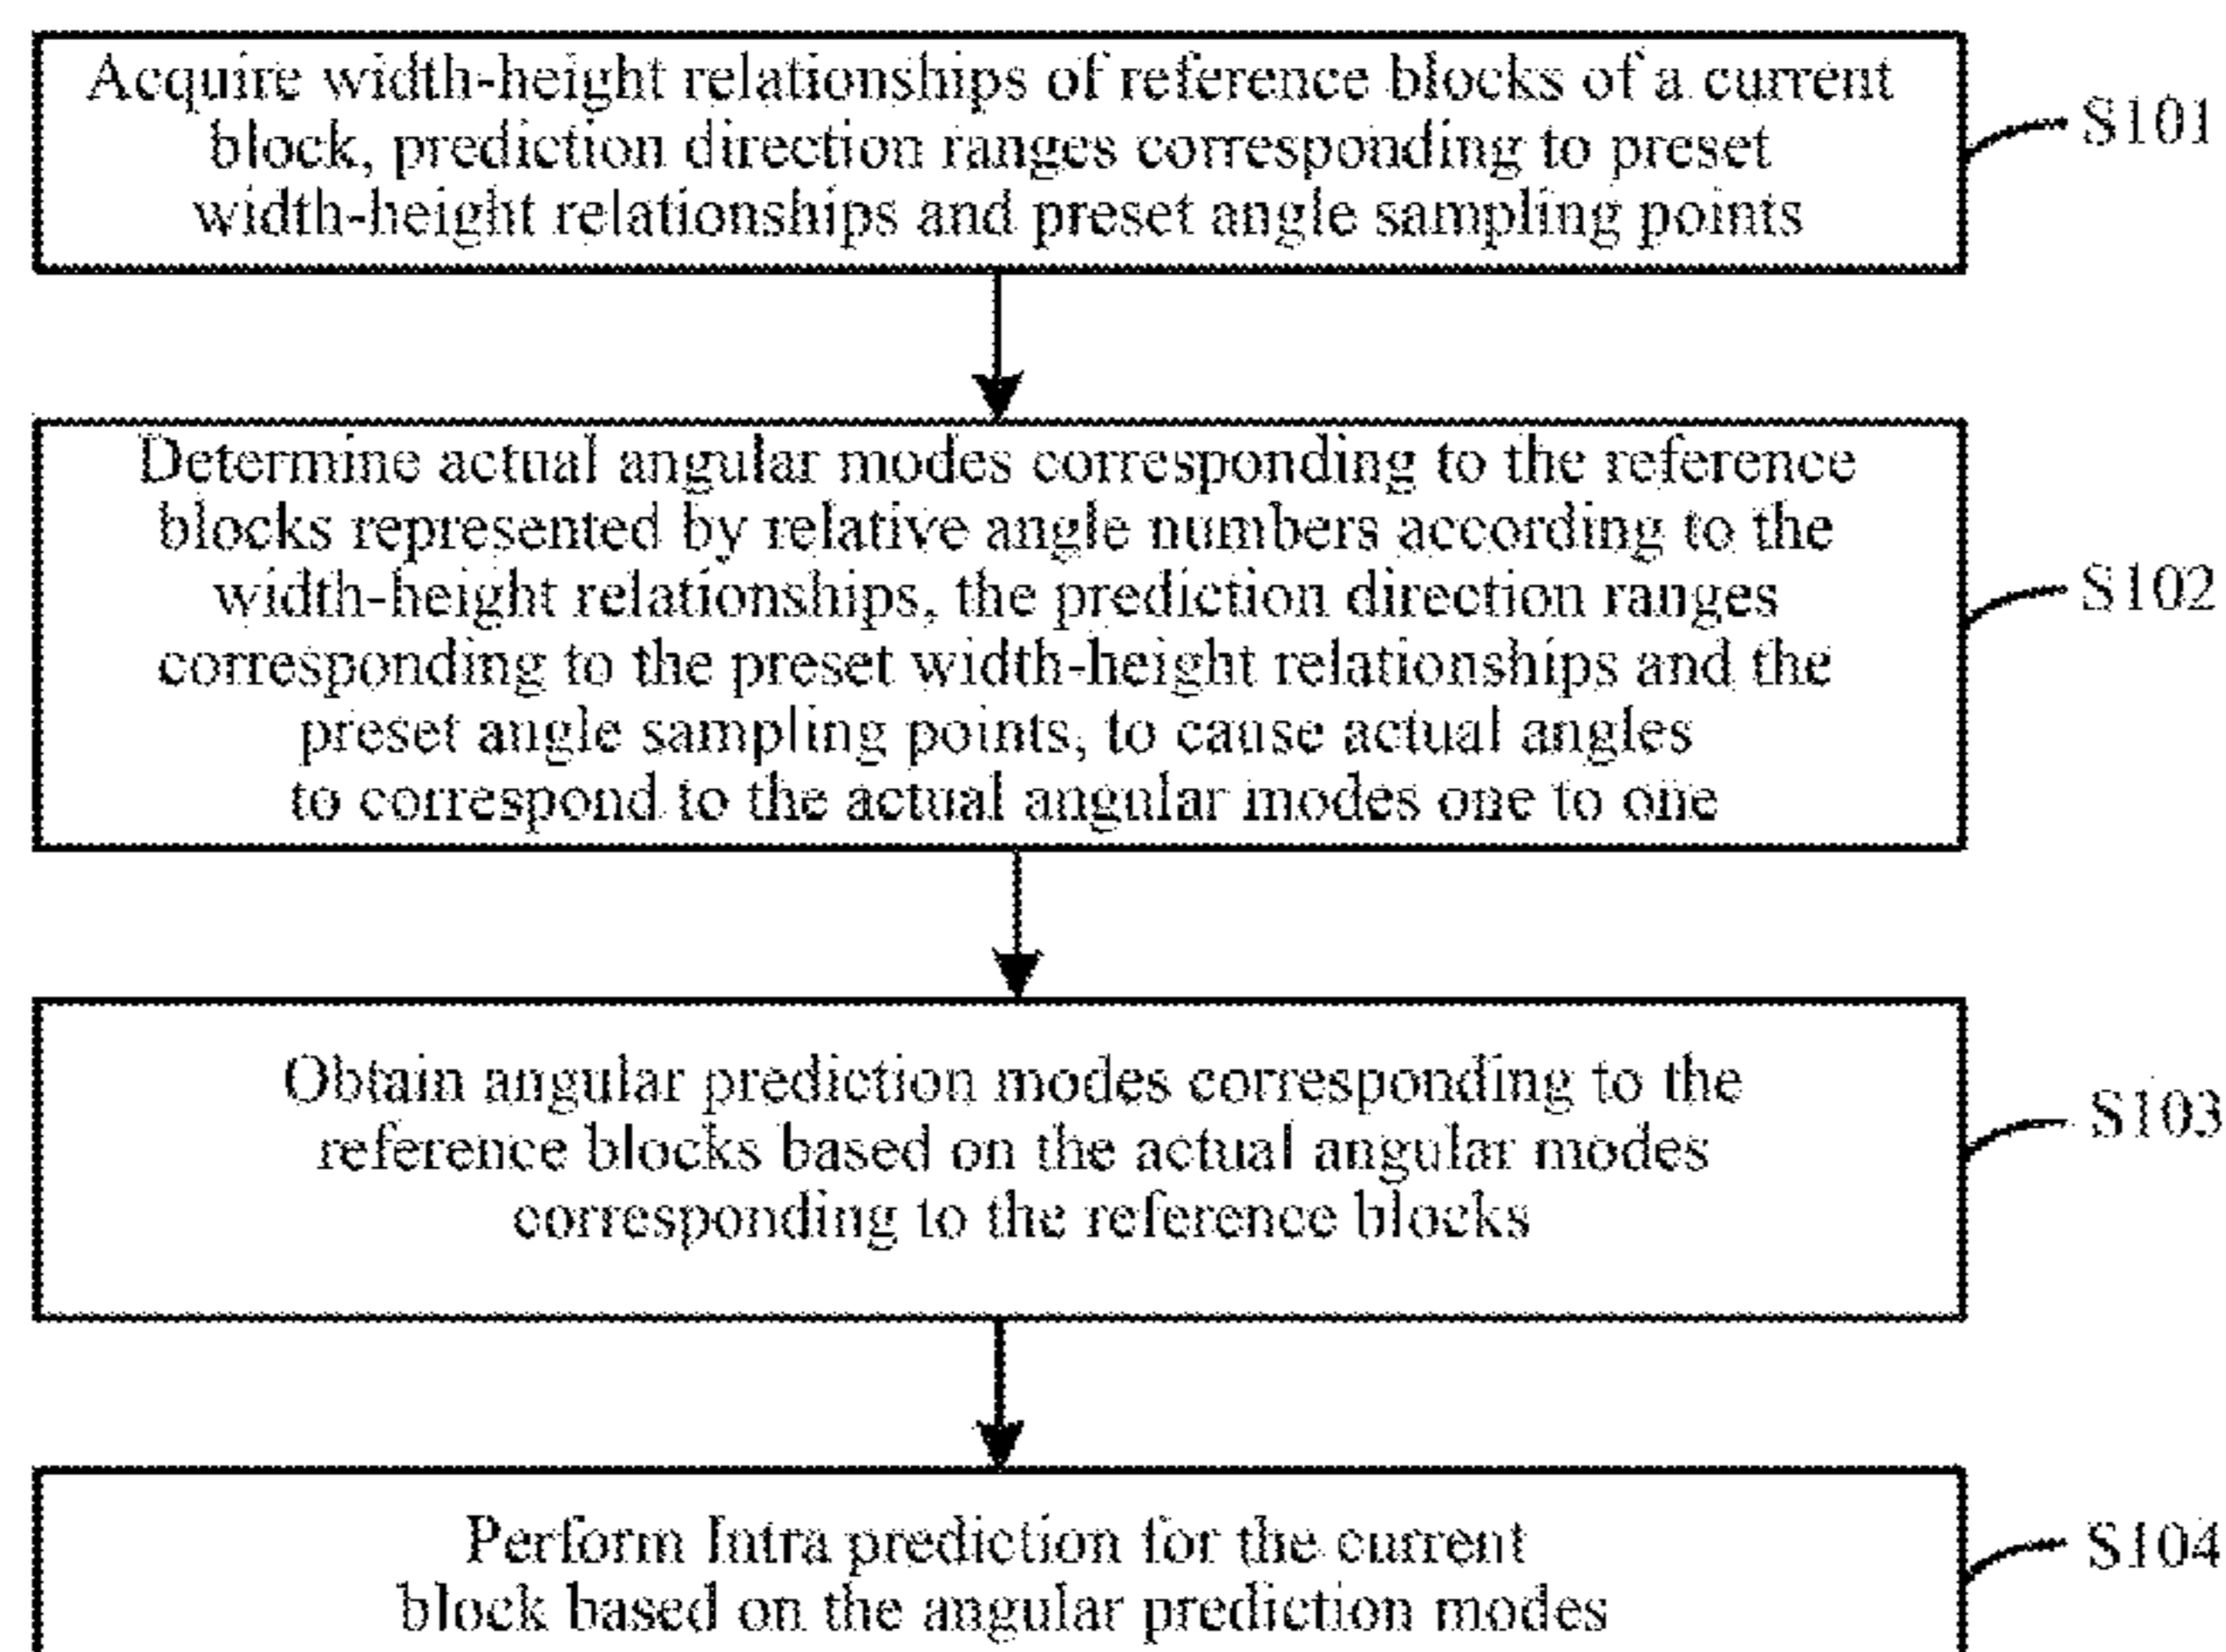 Acquire width-height relationships of reference blocks of a current
block, prediction direction ranges corresponding to preset
width-height relationships and preset angle sampling points
S101
Determine actual angular modes corresponding to the reference
blocks represented by relative angle numbers according to the
width-height relationships, the prediction direction ranges
corresponding to the preset width-height relationships and the
preset angle sampling points, to cause actual angles
to correspond to the actual angular modes one to one
S102
Obtain angular prediction modes corresponding to the
reference blocks based on the actual angular modes
corresponding to the reference blocks
S103
Perform Intra prediction for the current
block based on the angular prediction modes
S104